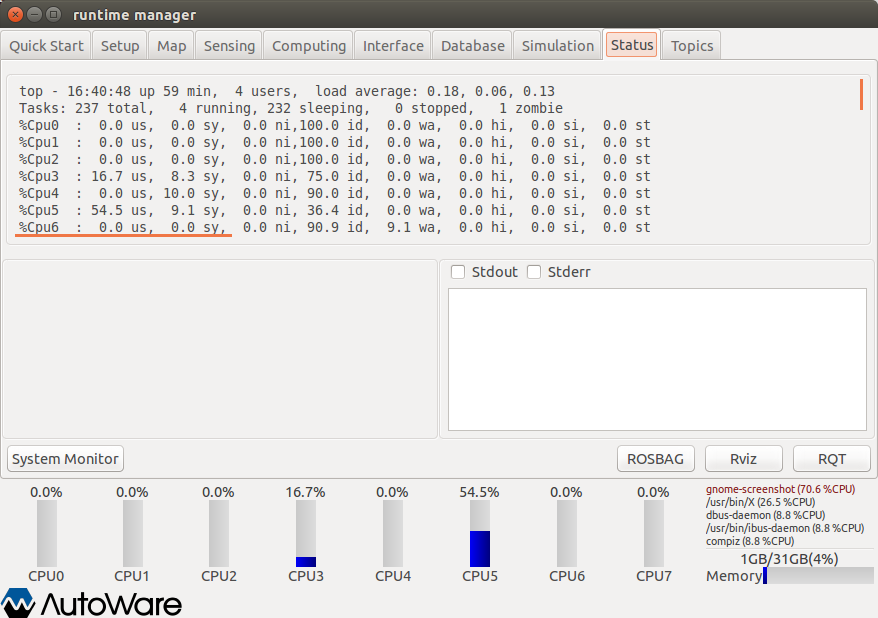 runtime manager
Quick Start Setup Map Sensing Computing Interface Database Simulation Status Topics
top - 16:40:48 up 59 min,  4 users,  load average: 0.18, 0.06, 0.13
Tasks: 237 total,   4 running, 232 sleeping,   0 stopped,   1 zombie
%Cpu0  :  0.0 us,  0.0 sy,  0.0 ni,100.0 id,  0.0 wa,  0.0 hi,  0.0 si,  0.0 st
%Cpu1  :  0.0 us,  0.0 sy,  0.0 ni,100.0 id,  0.0 wa,  0.0 hi,  0.0 si,  0.0 st
%Cpu2  :  0.0 us,  0.0 sy,  0.0 ni,100.0 id,  0.0 wa,  0.0 hi,  0.0 si,  0.0 st
%Cpu3  : 16.7 us,  8.3 sy,  0.0 ni, 75.0 id,  0.0 wa,  0.0 hi,  0.0 si,  0.0 st
%Cpu4  :  0.0 us, 10.0 sy,  0.0 ni, 90.0 id,  0.0 wa,  0.0 hi,  0.0 si,  0.0 st
%Cpu5  : 54.5 us,  9.1 sy,  0.0 ni, 36.4 id,  0.0 wa,  0.0 hi,  0.0 si,  0.0 st
%Cpu6  :  0.0 us,  0.0 sy,  0.0 ni, 90.9 id,  9.1 wa,  0.0 hi,  0.0 si,  0.0 st
Stdout Stderr
System Monitor ROSBAG Rviz RQT
0.0% 0.0% 0.0% 16.7% 0.0% 54.5% 0.0% 0.0%
CPU0 CPU1 CPU2 CPU3 CPU4 CPU5 CPU6 CPU7
gnome-screenshot (70.6 %CPU)
/usr/bin/X (26.5 %CPU)
dbus-daemon (8.8 %CPU)
/usr/bin/ibus-daemon (8.8 %CPU)
compiz (8.8 %CPU)
1GB/31GB(4%)
Memory
AutoWare